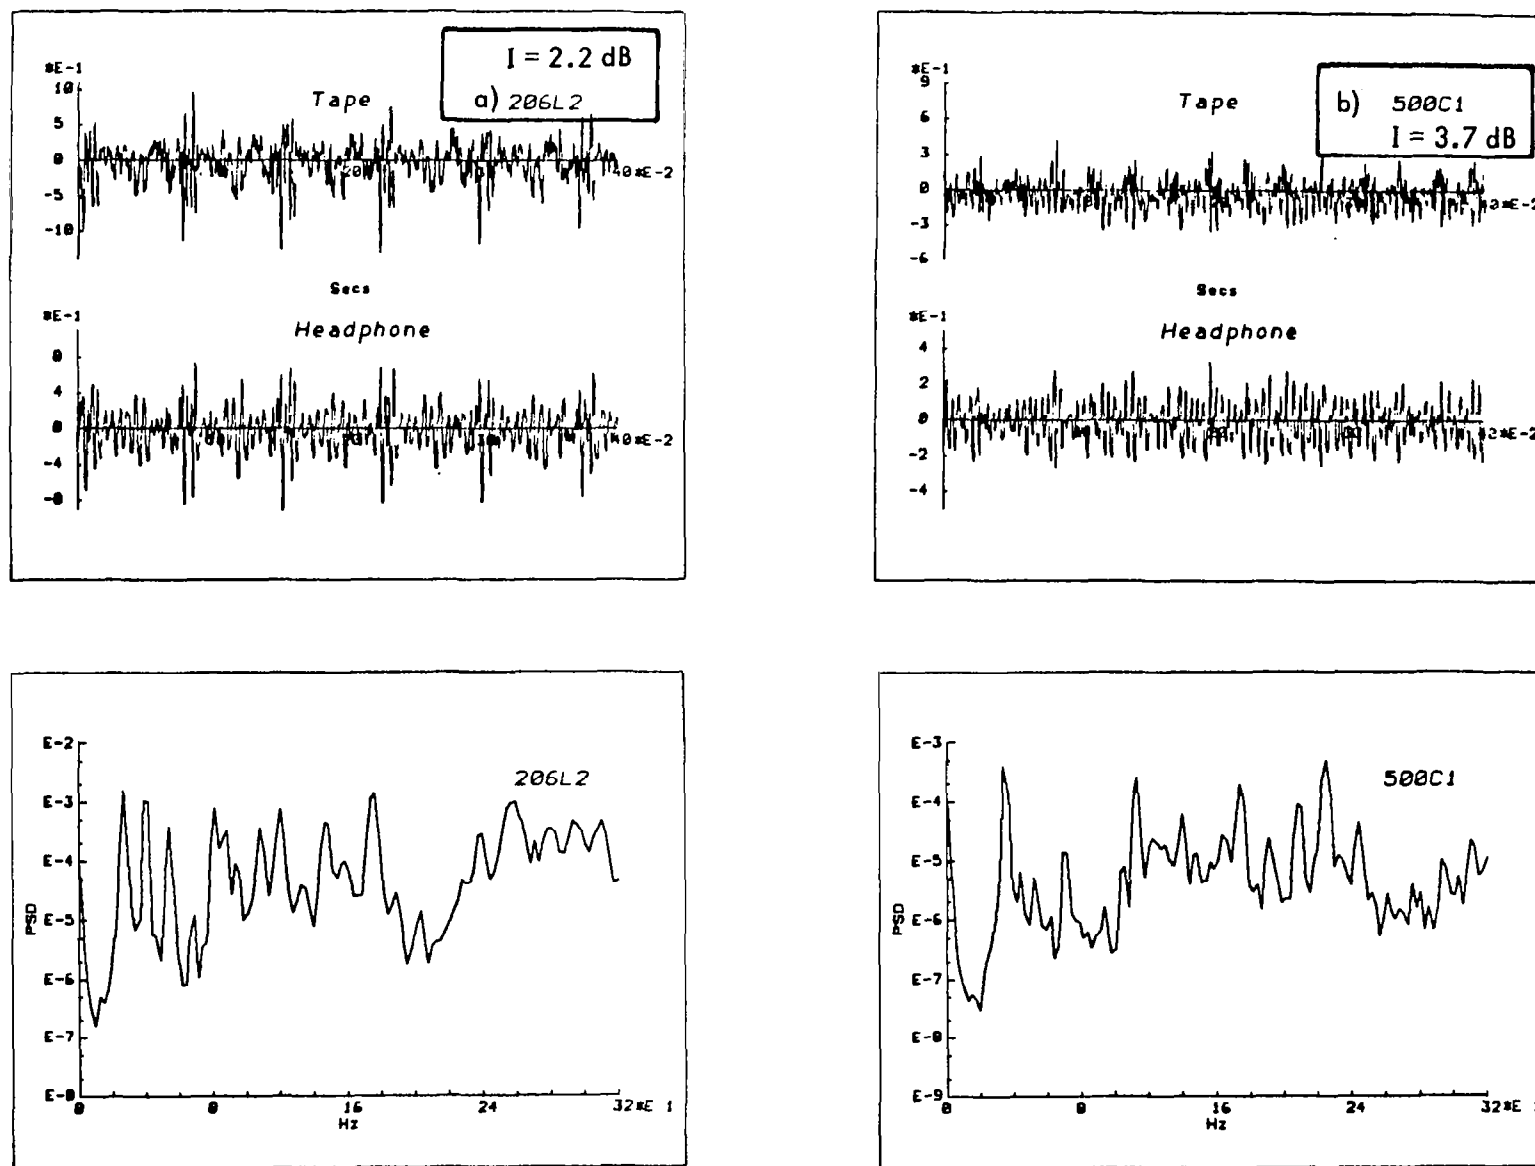 I = 2.2 dB
a) 206L2
*E-1
Tape
10
5
0
-5
-10
20
40*E-2
Secs
*E-1
Headphone
8
4
0
-4
-8
40*E-2
b) 500C1
I = 3.7 dB
*E-1
Tape
9
6
3
0
-3
-6
Secs
*E-1
Headphone
4
2
0
-2
-4
206L2
E-2
E-3
E-4
E-5
E-6
E-7
E-8
PSD
0 8 16 24 32*E 1
Hz
500C1
E-3
E-4
E-5
E-6
E-7
E-8
E-9
PSD
0 8 16 24 32*E
Hz